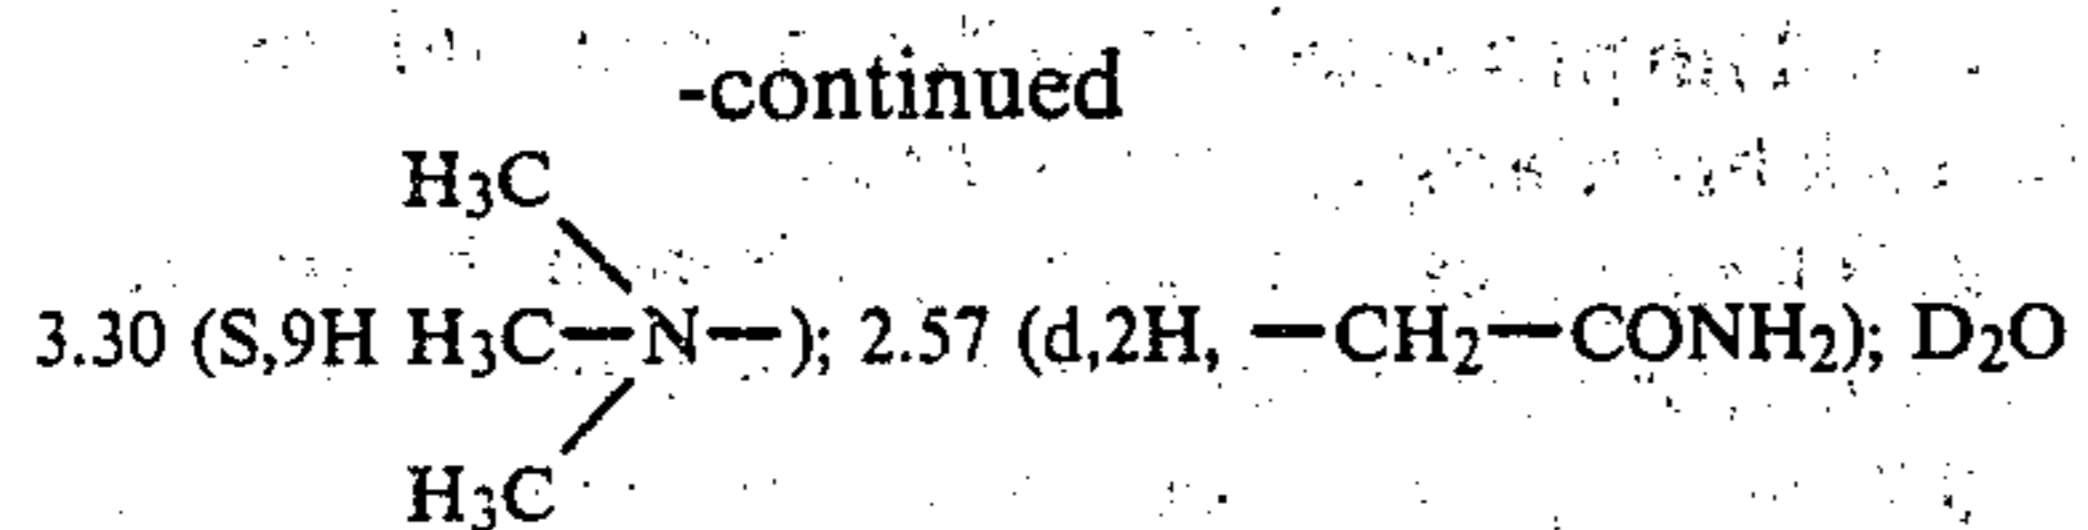 -continued
H₃C
3.30 (S,9H H₃C—N—); 2.57 (d,2H, —CH₂—CONH₂); D₂O
H₃C